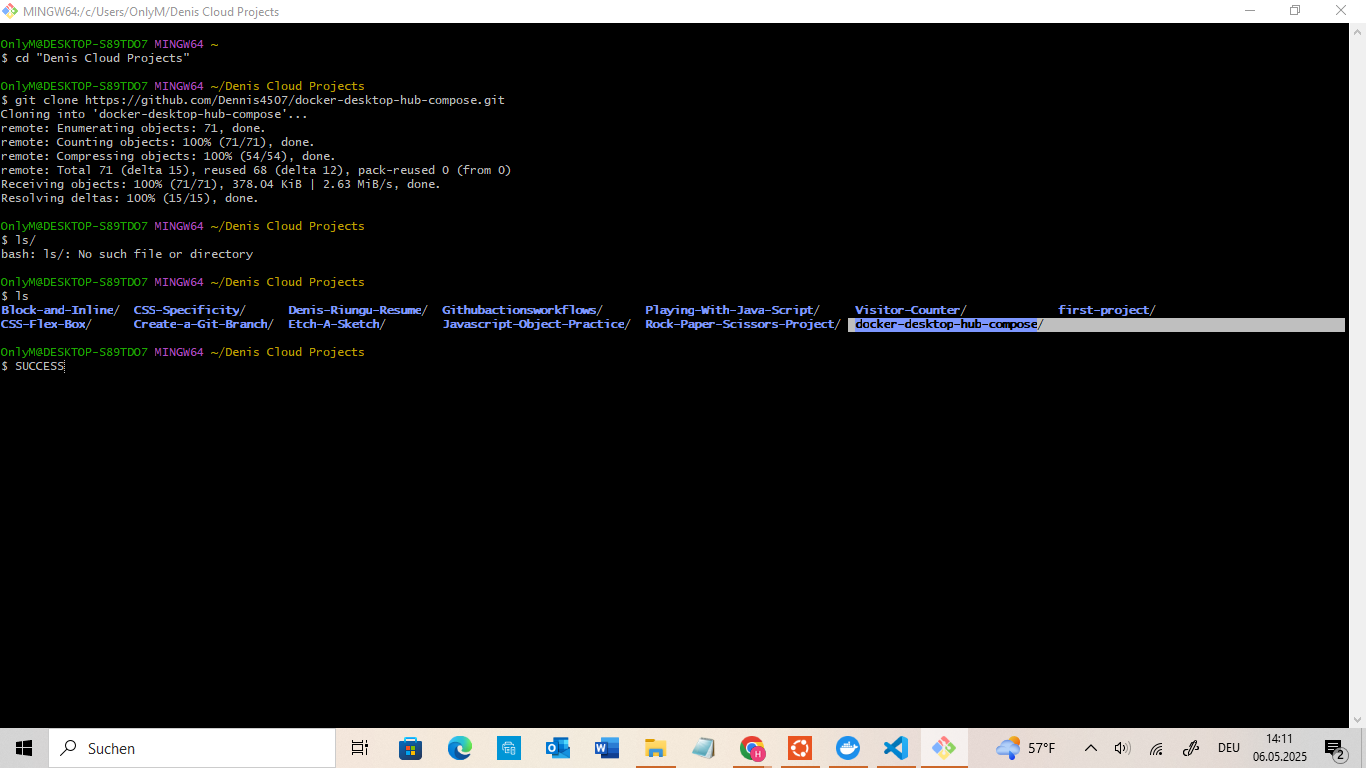 MINGW64:/c/Users/OnlyM/Denis Cloud Projects
OnlyM@DESKTOP-S89TDO7 MINGW64 ~
$ cd "Denis Cloud Projects"
OnlyM@DESKTOP-S89TDO7 MINGW64 ~/Denis Cloud Projects
$ git clone https://github.com/Dennis4507/docker-desktop-hub-compose.git
Cloning into 'docker-desktop-hub-compose'...
remote: Enumerating objects: 71, done.
remote: Counting objects: 100% (71/71), done.
remote: Compressing objects: 100% (54/54), done.
remote: Total 71 (delta 15), reused 68 (delta 12), pack-reused 0 (from 0)
Receiving objects: 100% (71/71), 378.04 KiB | 2.63 MiB/s, done.
Resolving deltas: 100% (15/15), done.
OnlyM@DESKTOP-S89TDO7 MINGW64 ~/Denis Cloud Projects
$ ls/
bash: ls/: No such file or directory
OnlyM@DESKTOP-S89TDO7 MINGW64 ~/Denis Cloud Projects
$ ls
Block-and-Inline/ CSS-Specificity/ Denis-Riungu-Resume/ Githubactionsworkflows/ Playing-With-Java-Script/ Visitor-Counter/ first-project/
CSS-Flex-Box/ Create-a-Git-Branch/ Etch-A-Sketch/ Javascript-Object-Practice/ Rock-Paper-Scissors-Project/ docker-desktop-hub-compose/
OnlyM@DESKTOP-S89TDO7 MINGW64 ~/Denis Cloud Projects
$ SUCCESS
Suchen
H
57°F
DEU
14:11
06.05.2025
2